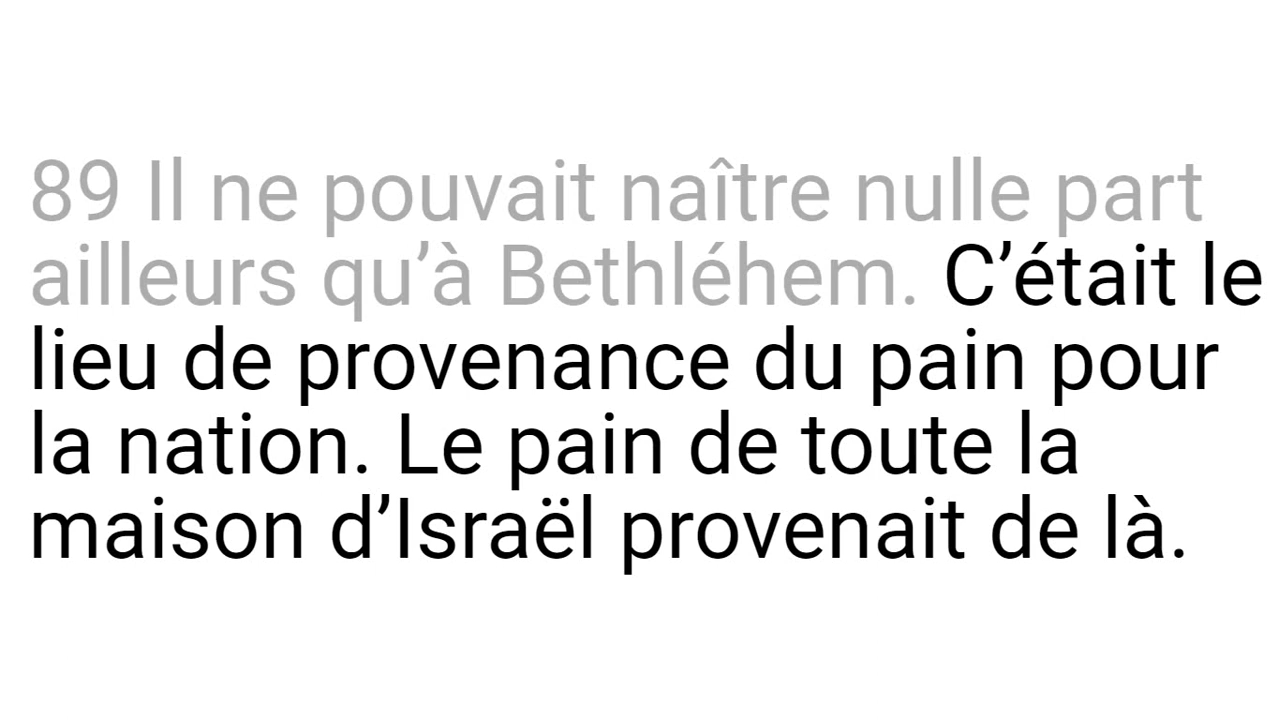 89 Il ne pouvait naître nulle part
ailleurs qu’à Bethléhem. C’était le
lieu de provenance du pain pour
la nation. Le pain de toute la
maison d’Israël provenait de là.